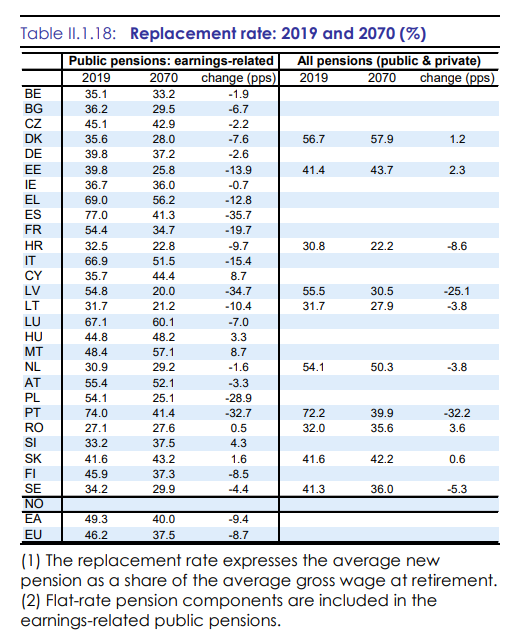 Table II.1.18: Replacement rate: 2019 and 2070 (%)
Public pensions: earnings-related All pensions (public & private)
2019 2070 change (pps) 2019 2070 change (pps)
BE 35.1 33.2 -1.9
BG 36.2 29.5 -6.7
CZ 45.1 42.9 -2.2
DK 35.6 28.0 -7.6 56.7 57.9 1.2
DE 39.8 37.2 -2.6
EE 39.8 25.8 -13.9 41.4 43.7 2.3
IE 36.7 36.0 -0.7
EL 69.0 56.2 -12.8
ES 77.0 41.3 -35.7
FR 54.4 34.7 -19.7
HR 32.5 22.8 -9.7 30.8 22.2 -8.6
IT 66.9 51.5 -15.4
CY 35.7 44.4 8.7
LV 54.8 20.0 -34.7 55.5 30.5 -25.1
LT 31.7 21.2 -10.4 31.7 27.9 -3.8
LU 67.1 60.1 -7.0
HU 44.8 48.2 3.3
MT 48.4 57.1 8.7
NL 30.9 29.2 -1.6 54.1 50.3 -3.8
AT 55.4 52.1 -3.3
PL 54.1 25.1 -28.9
PT 74.0 41.4 -32.7 72.2 39.9 -32.2
RO 27.1 27.6 0.5 32.0 35.6 3.6
SI 33.2 37.5 4.3
SK 41.6 43.2 1.6 41.6 42.2 0.6
FI 45.9 37.3 -8.5
SE 34.2 29.9 -4.4 41.3 36.0 -5.3
NO
EA 49.3 40.0 -9.4
EU 46.2 37.5 -8.7
(1) The replacement rate expresses the average new
pension as a share of the average gross wage at retirement.
(2) Flat-rate pension components are included in the
earnings-related public pensions.